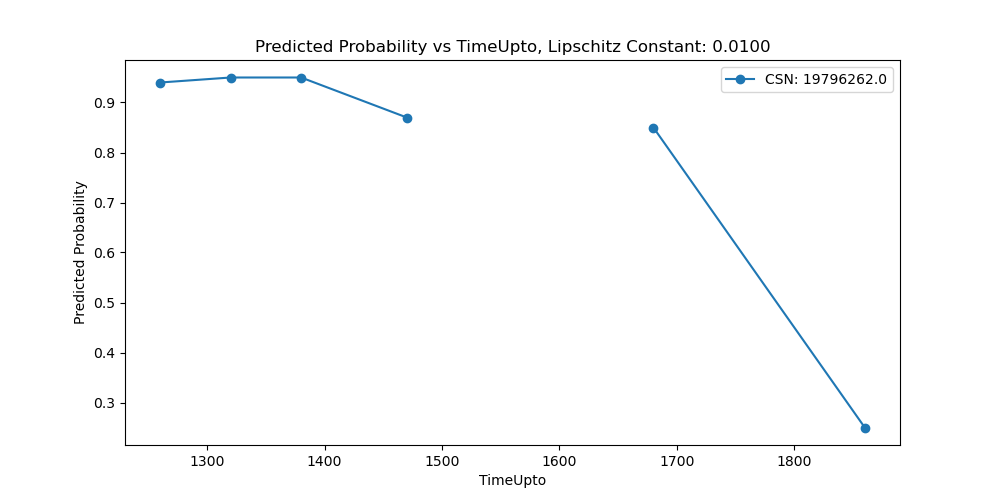 Predicted Probability vs TimeUpto, Lipschitz Constant: 0.0100
CSN: 19796262.0
Predicted Probability
0.9
0.8
0.7
0.6
0.5
0.4
0.3
1300 1400 1500 1600 1700 1800
TimeUpto